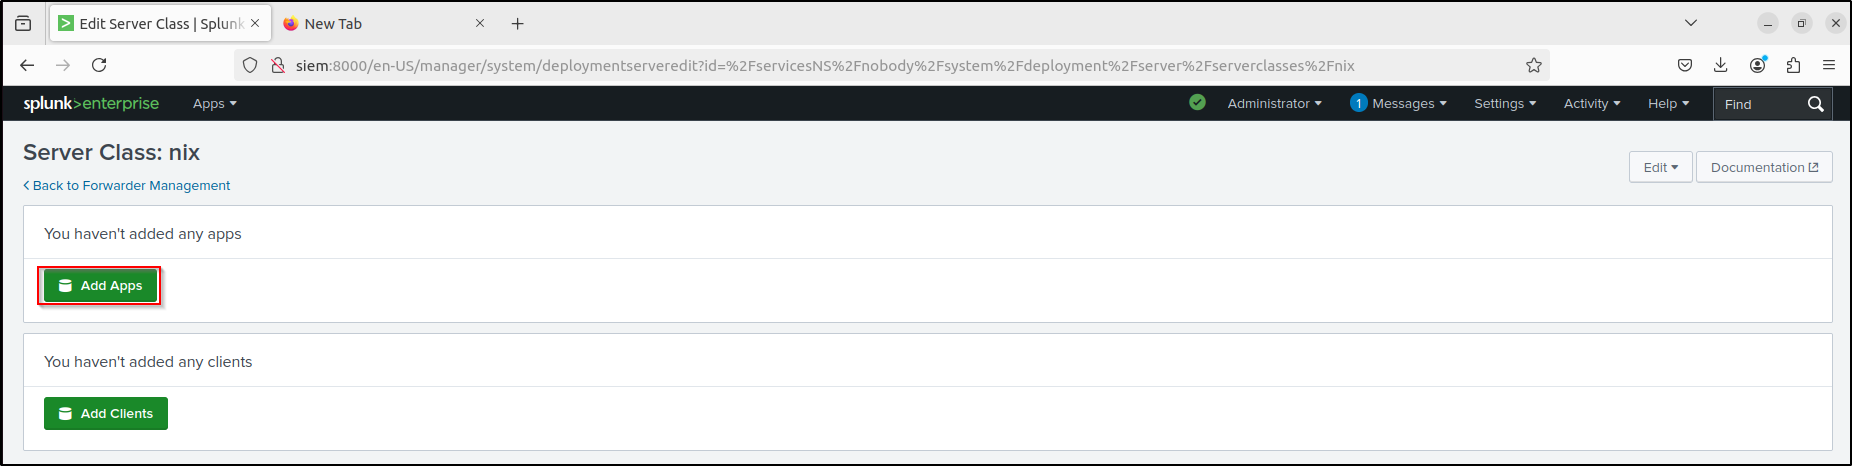 Edit Server Class | Splunk
New Tab
siem:8000/en-US/manager/system/deploymentserveredit?id=%2FservicesNS%2Fnobody%2Fsystem%2Fdeployment%2Fserver%2Fserverclasses%2Fnix
splunk>enterprise Apps Administrator 1 Messages Settings Activity Help Find
Server Class: nix
Edit Documentation
Back to Forwarder Management
You haven't added any apps
Add Apps
You haven't added any clients
Add Clients